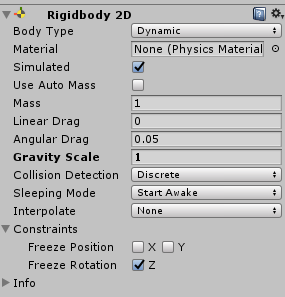 Rigidbody 2D
Body Type Dynamic
Material None (Physics Material
Simulated
Use Auto Mass
Mass 1
Linear Drag 0
Angular Drag 0.05
Gravity Scale 1
Collision Detection Discrete
Sleeping Mode Start Awake
Interpolate None
Constraints
Freeze Position X Y
Freeze Rotation Z
Info